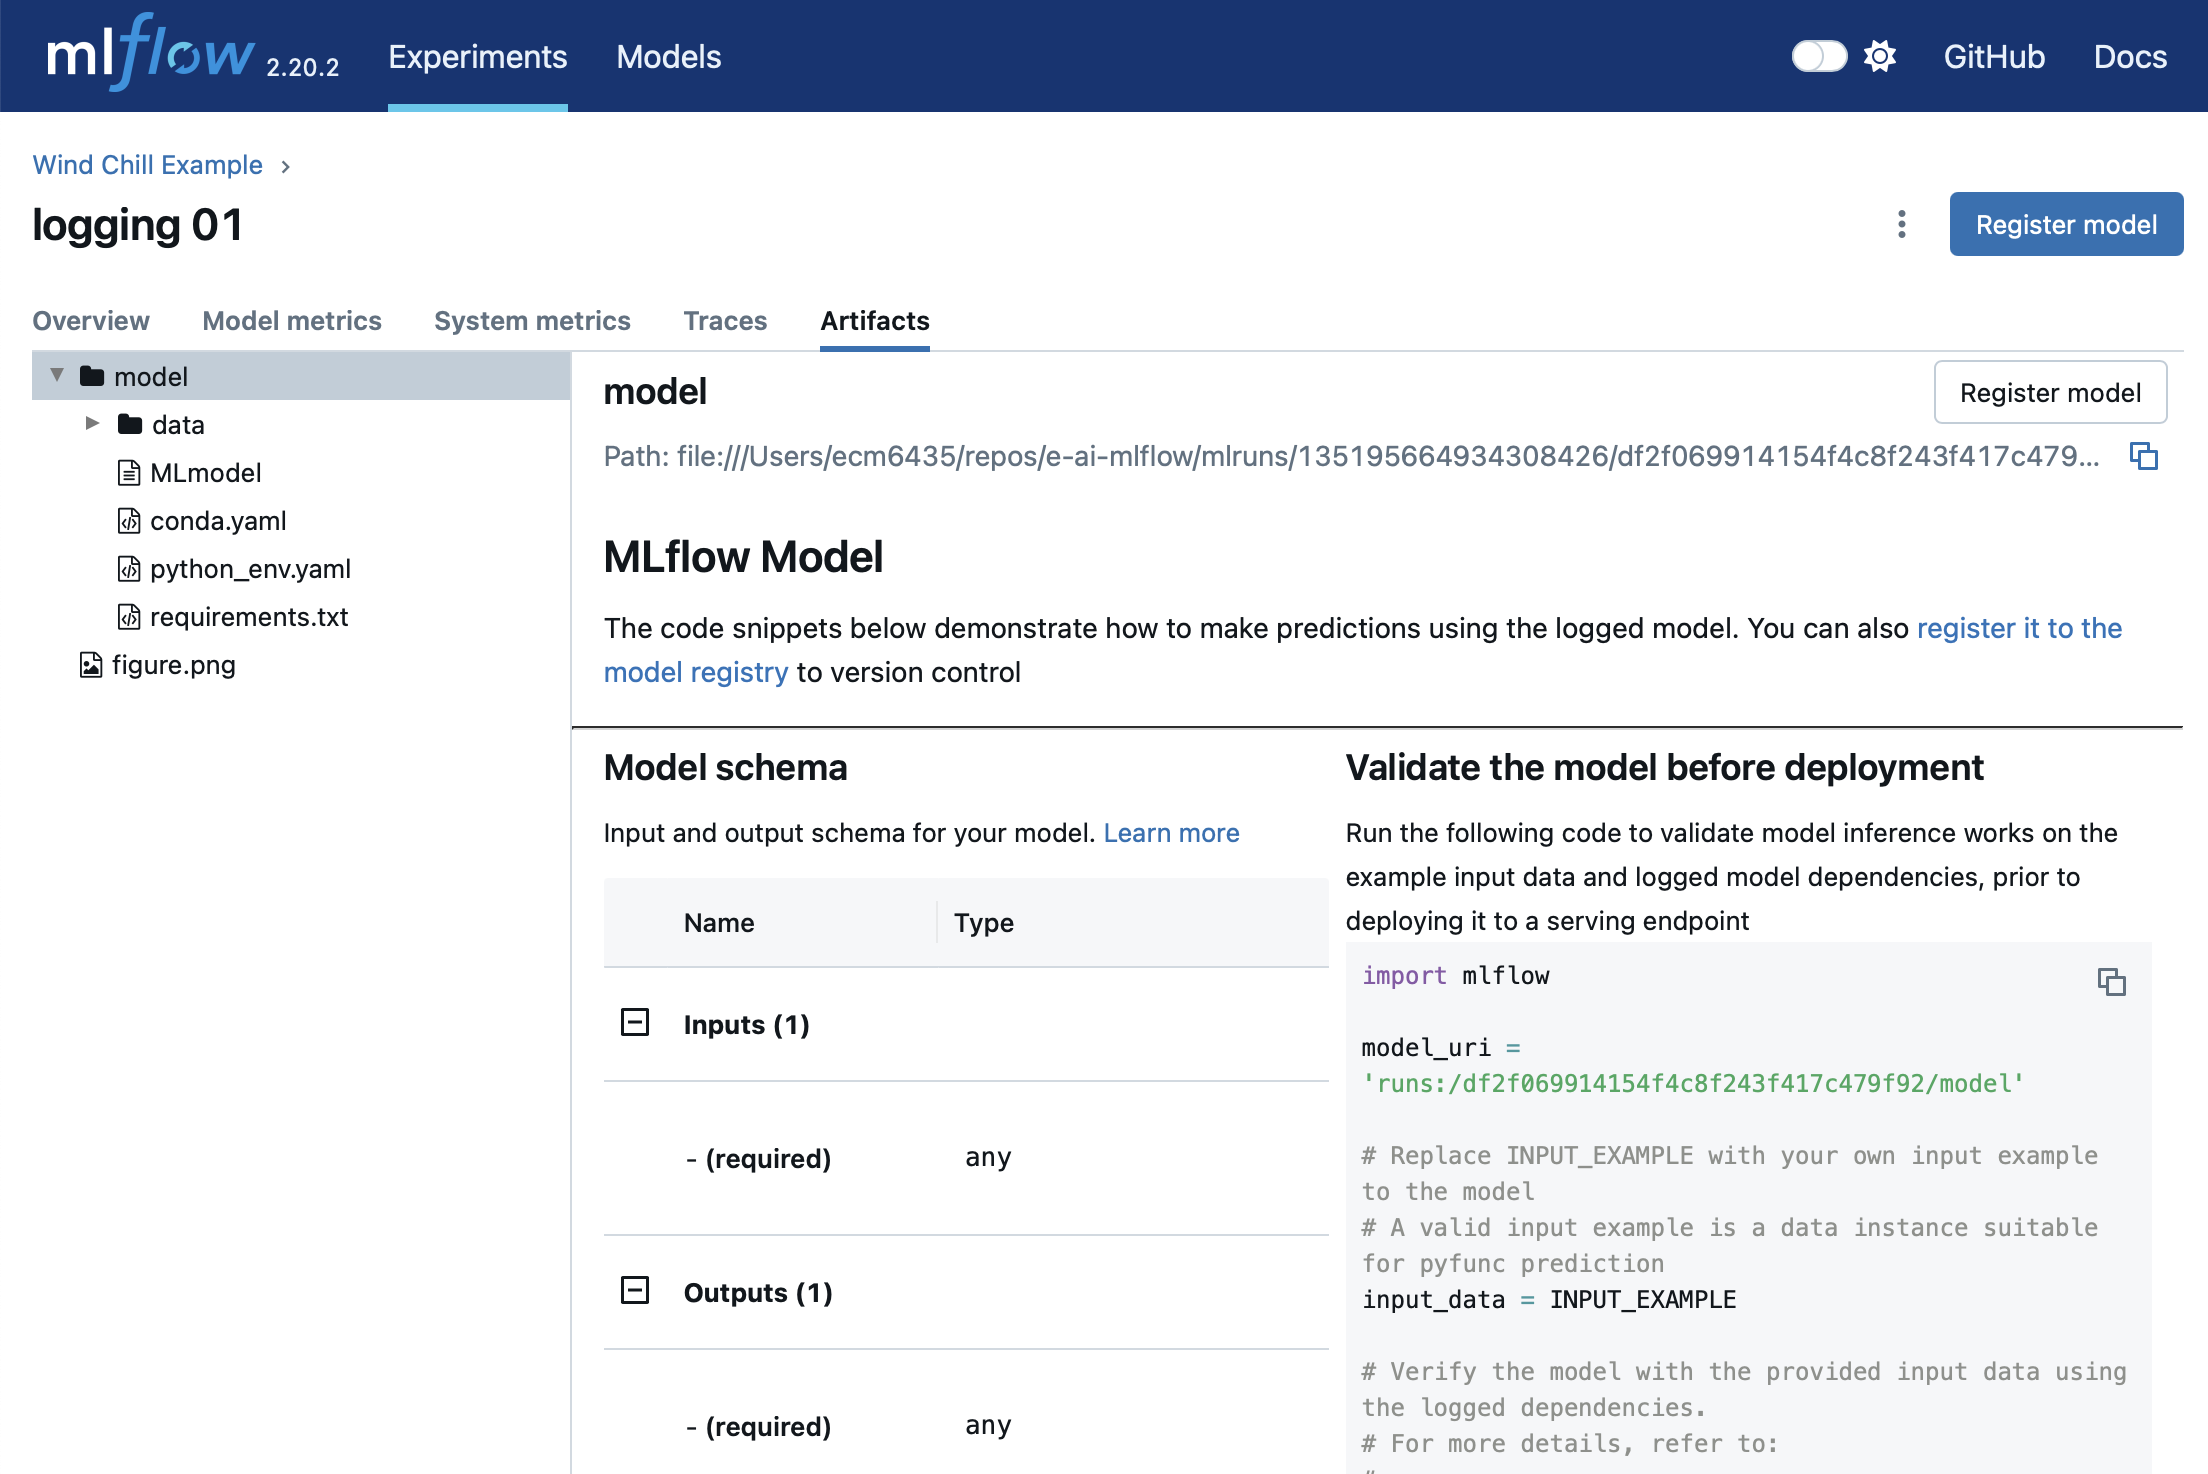 mlflow 2.20.2 Experiments Models GitHub Docs
Wind Chill Example ›
logging 01
Register model
Overview Model metrics System metrics Traces Artifacts
model
data
MLmodel
conda.yaml
python_env.yaml
requirements.txt
figure.png
model
Register model
Path: file:///Users/ecm6435/repos/e-ai-mlflow/mlruns/135195664934308426/df2f069914154f4c8f243f417c479...
MLflow Model
The code snippets below demonstrate how to make predictions using the logged model. You can also register it to the
model registry to version control
Model schema
Input and output schema for your model. Learn more
Name Type
Inputs (1)
- (required) any
Outputs (1)
- (required) any
Validate the model before deployment
Run the following code to validate model inference works on the
example input data and logged model dependencies, prior to
deploying it to a serving endpoint
import mlflow
model_uri =
'runs:/df2f069914154f4c8f243f417c479f92/model'
# Replace INPUT_EXAMPLE with your own input example
to the model
# A valid input example is a data instance suitable
for pyfunc prediction
input_data = INPUT_EXAMPLE
# Verify the model with the provided input data using
the logged dependencies.
# For more details, refer to: